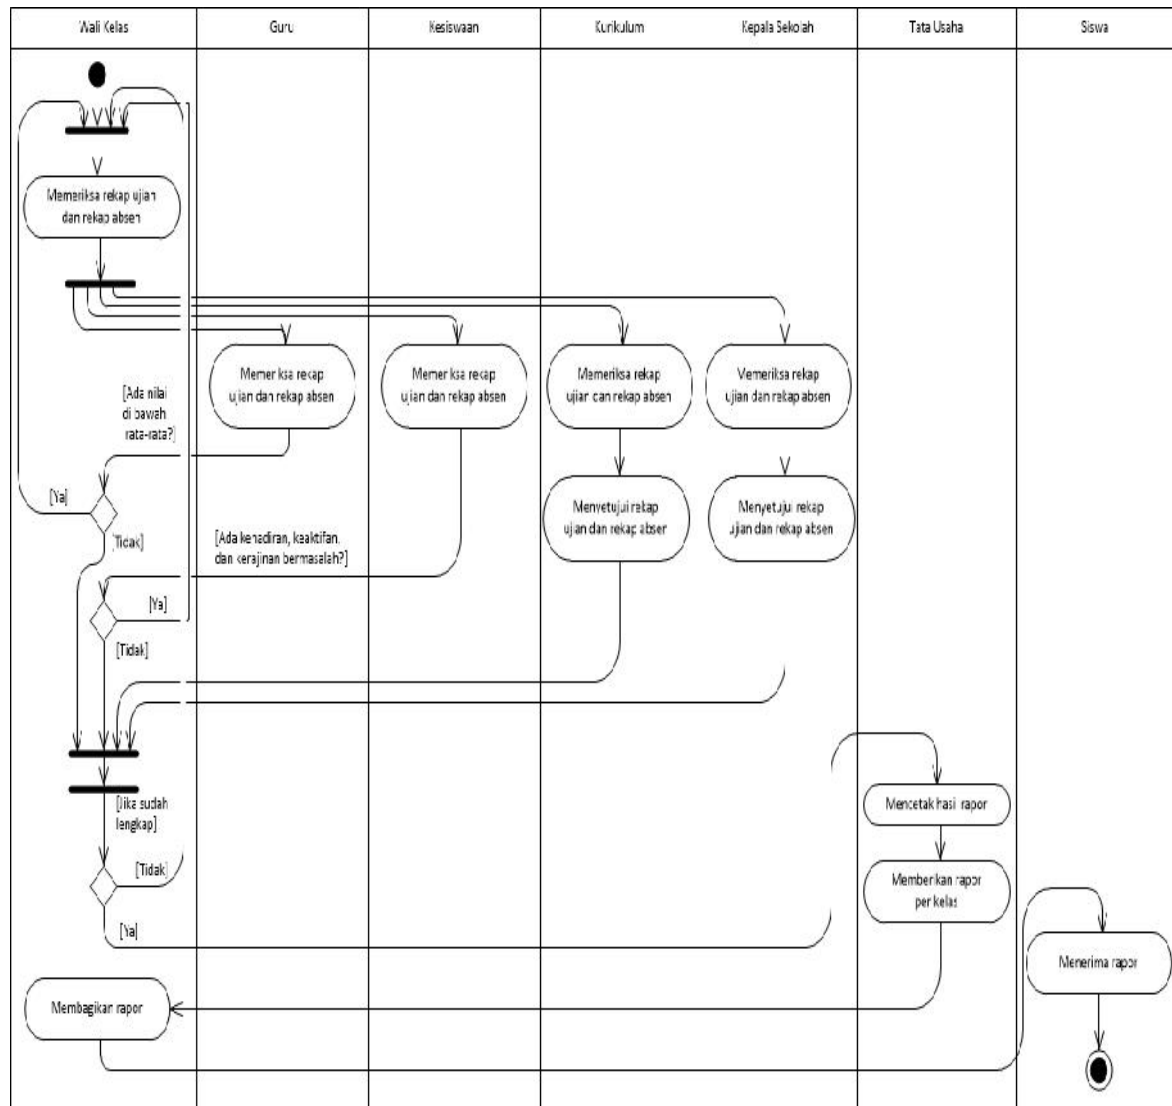 Wali Kelas
Guru
Kesiswaan
Kurikulum
Kepala Sekolah
Tata Usaha
Siswa
Memeriksa rekap ujian
dan rekap absen
Memeriksa rekap
ujian dan rekap absen
Memeriksa rekap
ujian dan rekap absen
Memeriksa rekap
ujian dan rekap absen
Memeriksa rekap
ujian dan rekap absen
[Ada nilai
di bawah
rata-rata?]
[Ya]
[Tidak]
Menyetujui rekap
ujian dan rekap absen
Menyetujui rekap
ujian dan rekap absen
[Ada kehadiran, keaktifan,
dan kerajinan bermasalah?]
[Ya]
[Tidak]
[Jika sudah
lengkap]
[Tidak]
[Ya]
Mencetak hasil rapor
Memberikan rapor
per kelas
Menerima rapor
Membagikan rapor